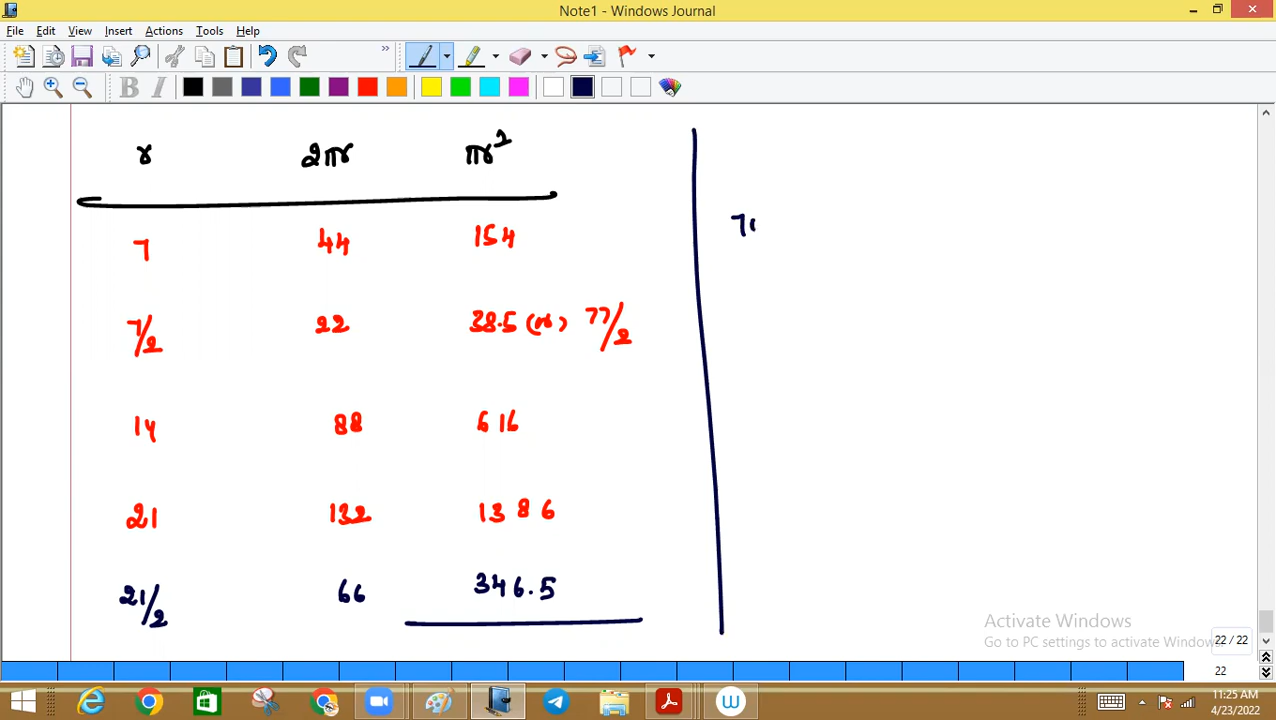 Note1 - Windows Journal
File Edit View Insert Actions Tools Help
r 2πr πr²
7 44 154
7/2 22 38.5 (or) 77/2
14 88 616
21 132 1386
21/2 66 346.5
Activate Windows
Go to PC settings to activate Windows
22 / 22
22
11:25 AM
4/23/2022